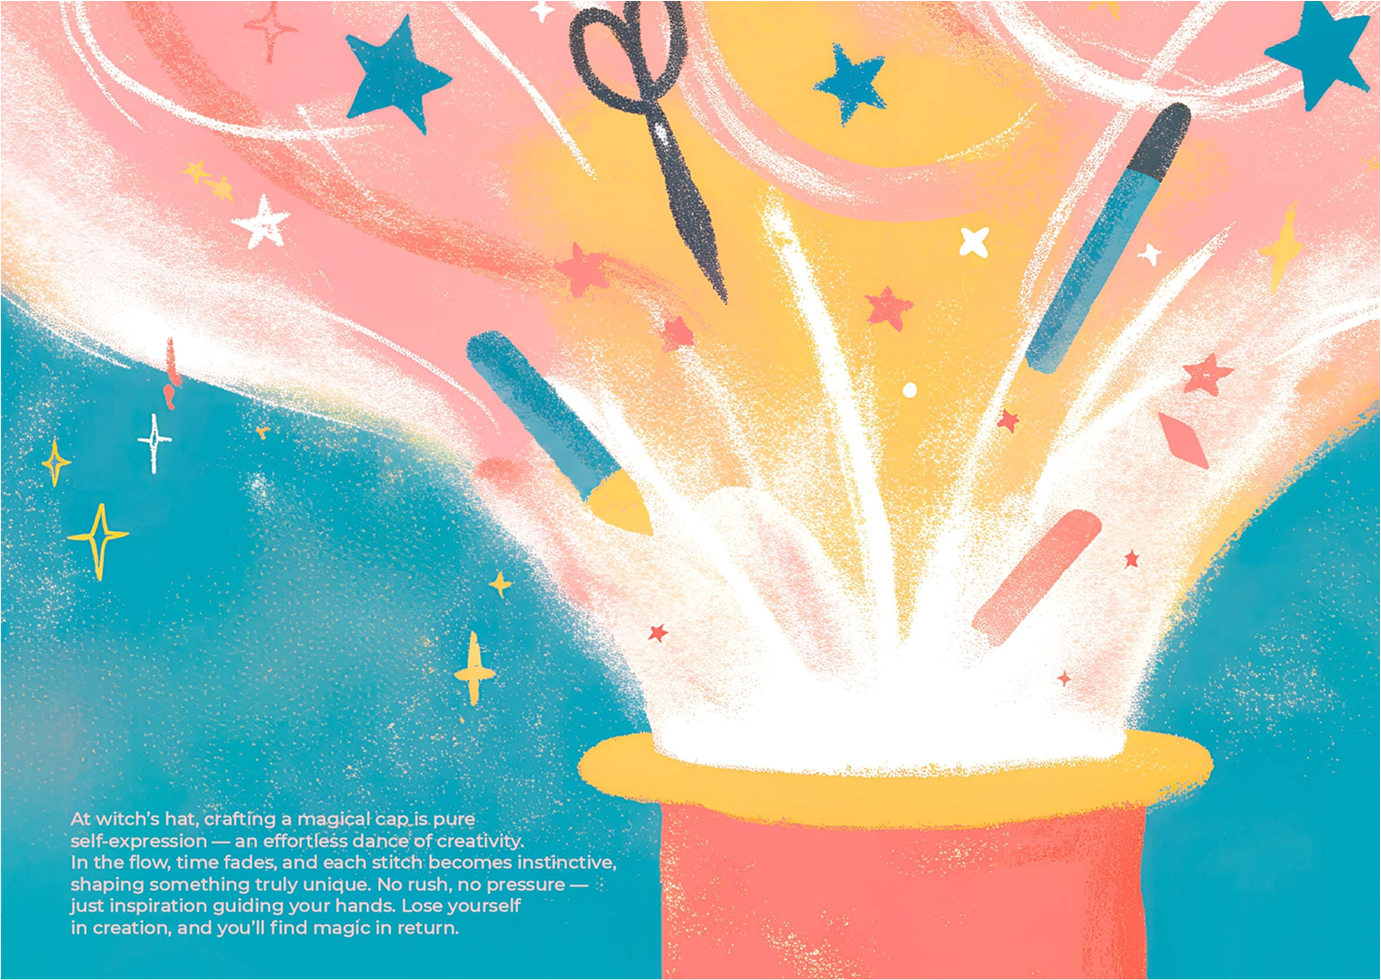 At witch's hat, crafting a magical cap is pure
self-expression — an effortless dance of creativity.
In the flow, time fades, and each stitch becomes instinctive,
shaping something truly unique. No rush, no pressure —
just inspiration guiding your hands. Lose yourself
in creation, and you'll find magic in return.